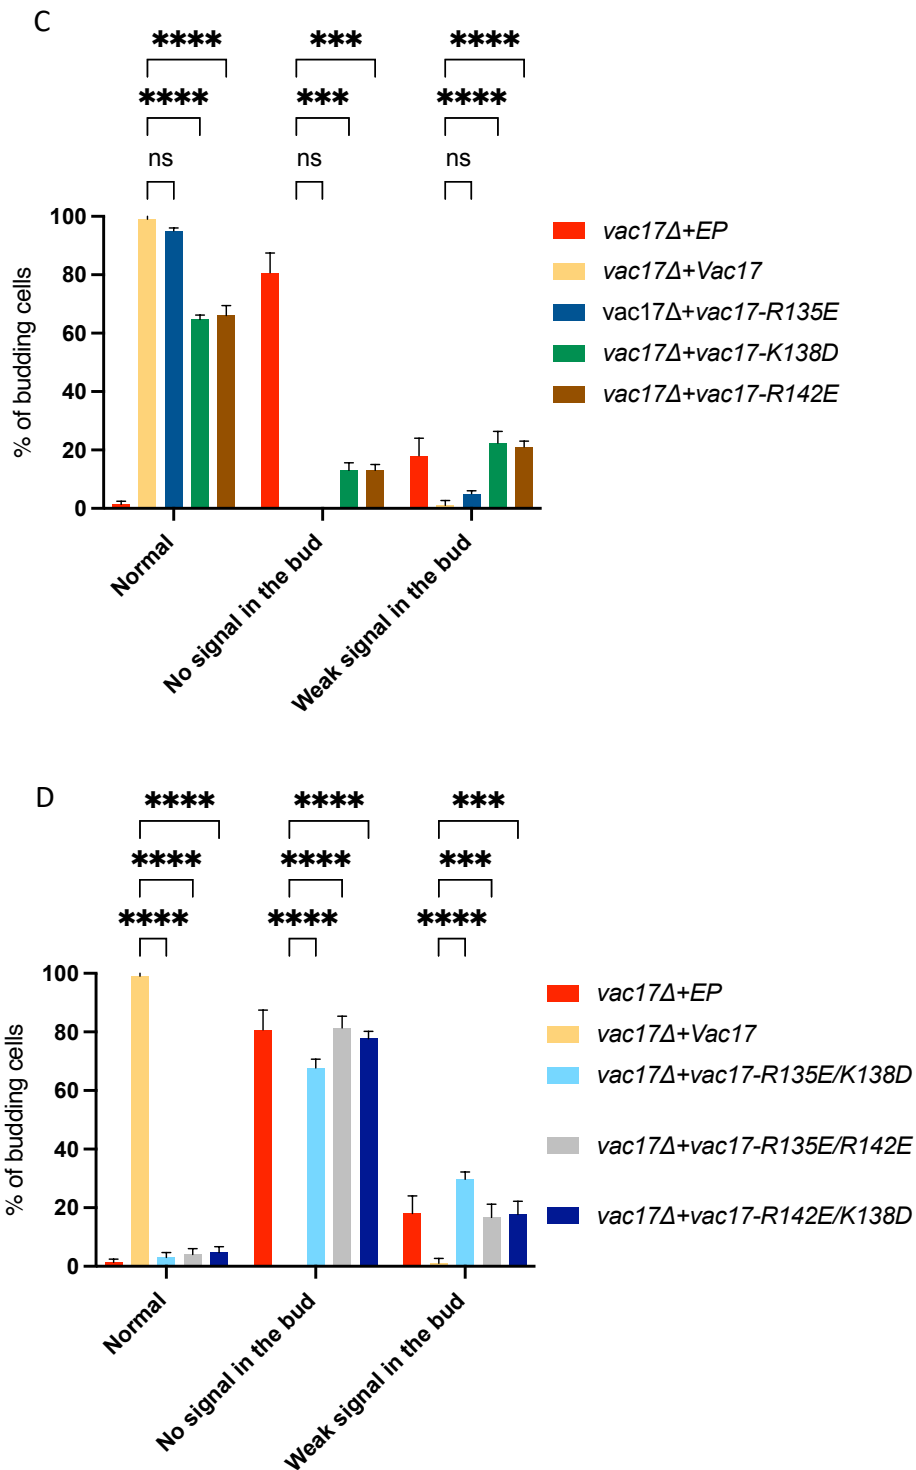 C
**** *** ****
**** *** ****
ns ns ns
100
80
60
40
20
0
% of budding cells
Normal
No signal in the bud
Weak signal in the bud
vac17Δ+EP
vac17Δ+Vac17
vac17Δ+vac17-R135E
vac17Δ+vac17-K138D
vac17Δ+vac17-R142E
D
**** **** ***
**** **** ***
**** **** ****
100
80
60
40
20
0
% of budding cells
Normal
No signal in the bud
Weak signal in the bud
vac17Δ+EP
vac17Δ+Vac17
vac17Δ+vac17-R135E/K138D
vac17Δ+vac17-R135E/R142E
vac17Δ+vac17-R142E/K138D